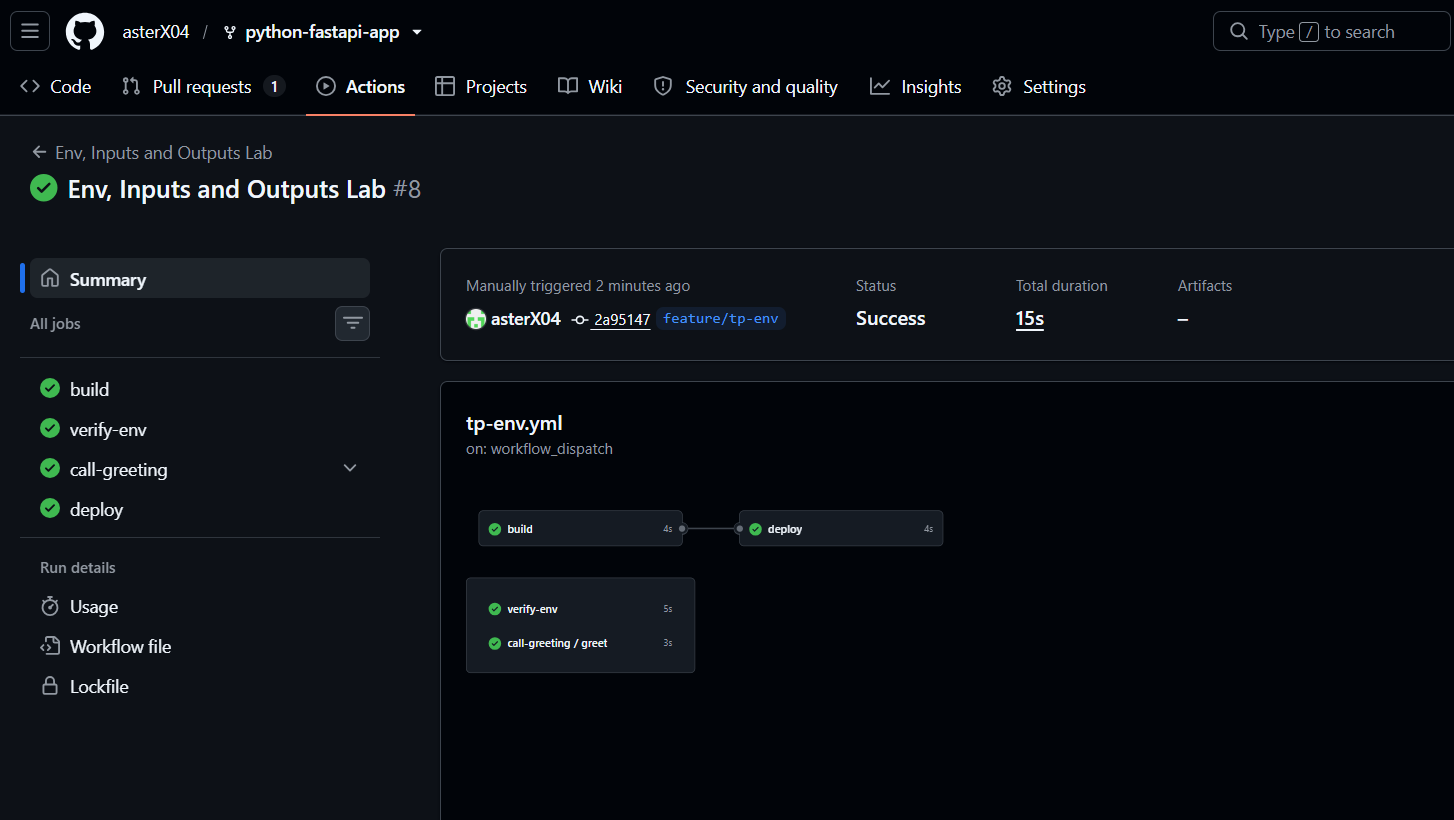 asterX04 / python-fastapi-app
Type / to search
Code Pull requests 1 Actions Projects Wiki Security and quality Insights Settings
Env, Inputs and Outputs Lab
Env, Inputs and Outputs Lab #8
Summary
All jobs
build
verify-env
call-greeting
deploy
Run details
Usage
Workflow file
Lockfile
Manually triggered 2 minutes ago
asterX04 2a95147 feature/tp-env
Status
Success
Total duration
15s
Artifacts
–
tp-env.yml
on: workflow_dispatch
build 4s
deploy 4s
verify-env 5s
call-greeting / greet 3s